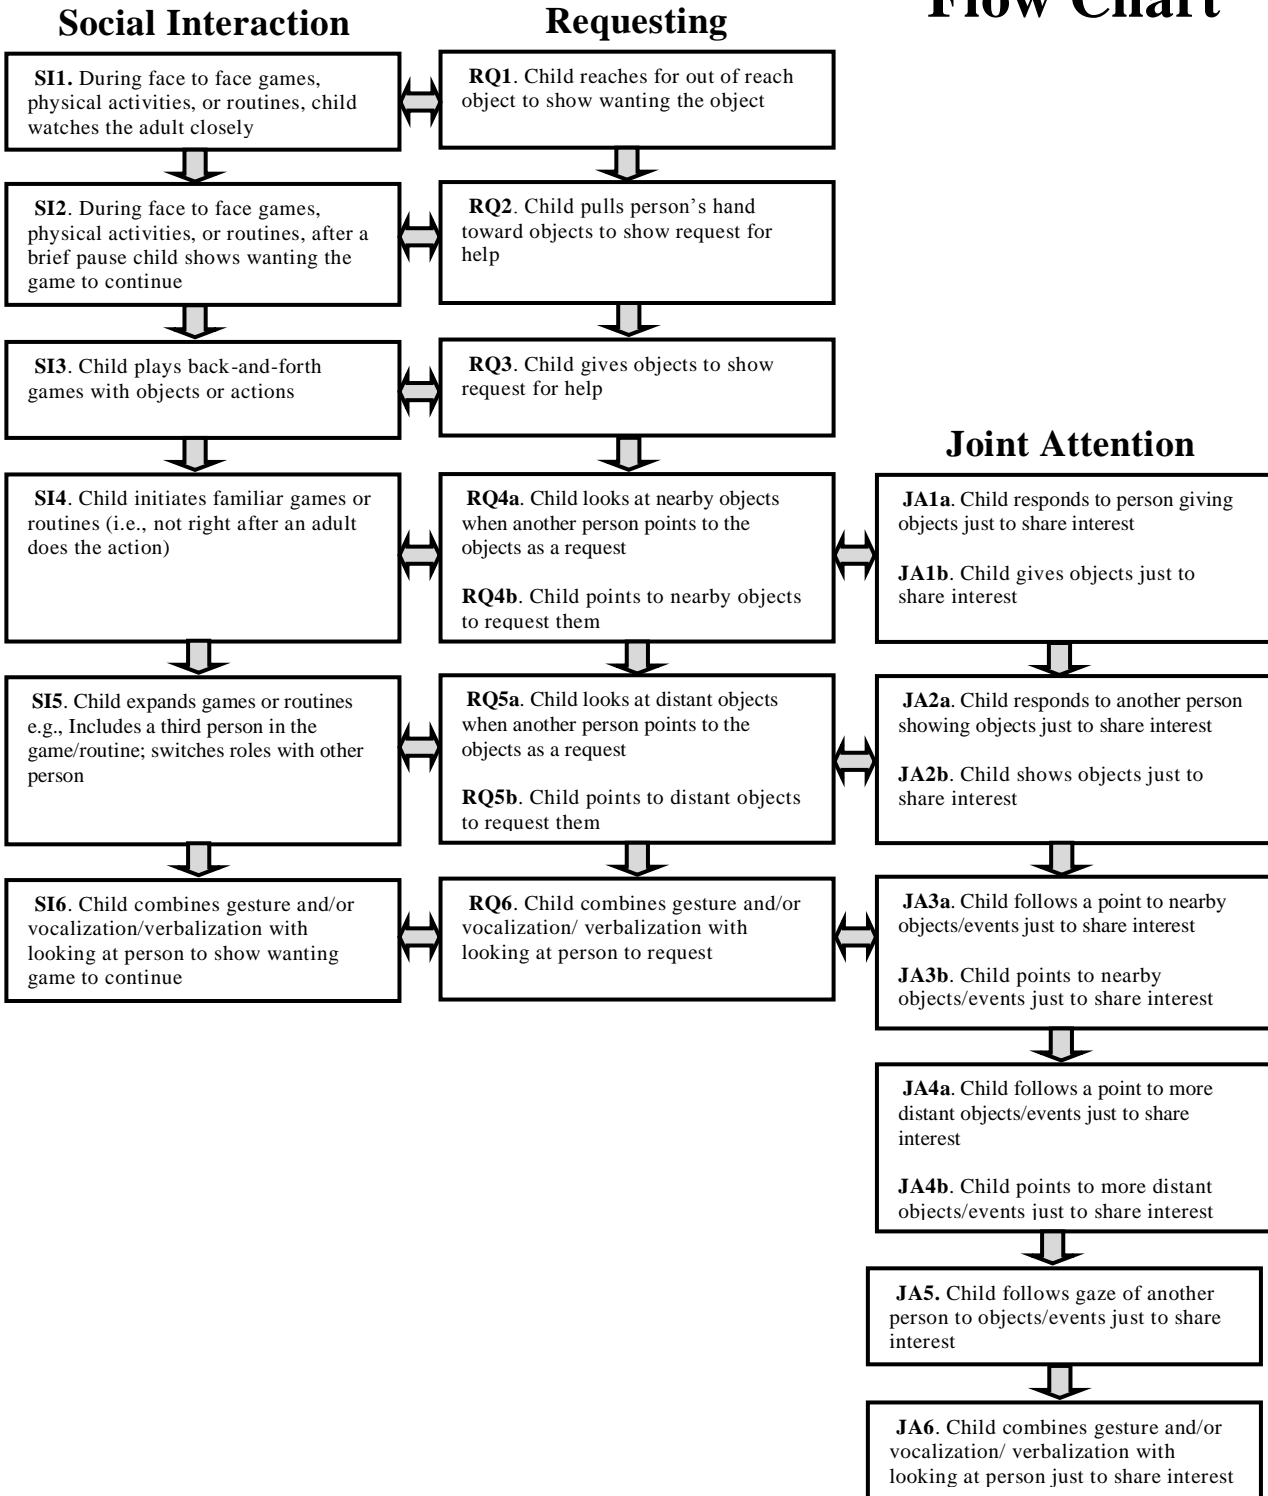 Flow Chart
Social Interaction
Requesting
SI1. During face to face games,
physical activities, or routines, child
watches the adult closely
RQ1. Child reaches for out of reach
object to show wanting the object
SI2. During face to face games,
physical activities, or routines, after a
brief pause child shows wanting the
game to continue
RQ2. Child pulls person's hand
toward objects to show request for
help
SI3. Child plays back-and-forth
games with objects or actions
RQ3. Child gives objects to show
request for help
Joint Attention
SI4. Child initiates familiar games or
routines (i.e., not right after an adult
does the action)
RQ4a. Child looks at nearby objects
when another person points to the
objects as a request
RQ4b. Child points to nearby objects
to request them
JA1a. Child responds to person giving
objects just to share interest
JA1b. Child gives objects just to
share interest
SI5. Child expands games or routines
e.g., Includes a third person in the
game/routine; switches roles with other
person
RQ5a. Child looks at distant objects
when another person points to the
objects as a request
RQ5b. Child points to distant objects
to request them
JA2a. Child responds to another person
showing objects just to share interest
JA2b. Child shows objects just to
share interest
SI6. Child combines gesture and/or
vocalization/verbalization with
looking at person to show wanting
game to continue
RQ6. Child combines gesture and/or
vocalization/ verbalization with
looking at person to request
JA3a. Child follows a point to nearby
objects/events just to share interest
JA3b. Child points to nearby
objects/events just to share interest
JA4a. Child follows a point to more
distant objects/events just to share
interest
JA4b. Child points to more distant
objects/events just to share interest
JA5. Child follows gaze of another
person to objects/events just to share
interest
JA6. Child combines gesture and/or
vocalization/ verbalization with
looking at person just to share interest